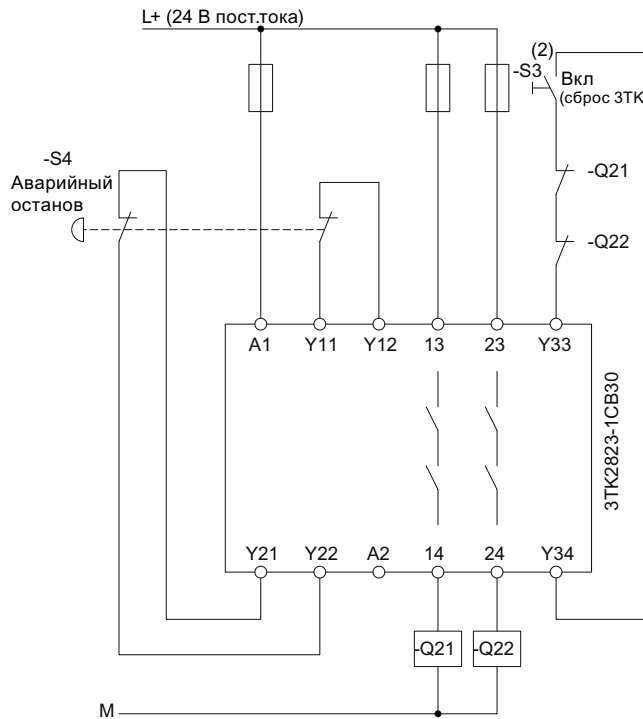 L+ (24 В пост.тока)
(2)
-S3
Вкл
(сброс 3TK
-S4
Аварийный
останов
-Q21
-Q22
A1 Y11 Y12 13 23 Y33
3TK2823-1CB30
Y21 Y22 A2 14 24 Y34
-Q21 -Q22
M